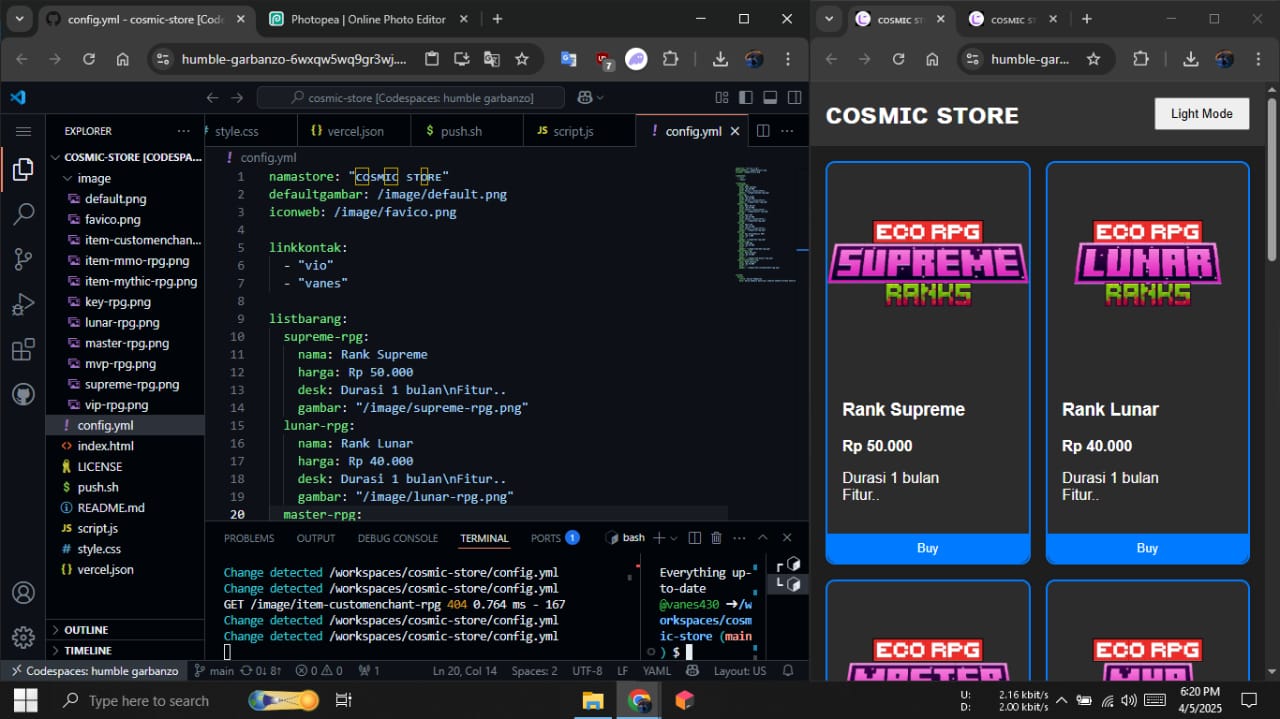 config.yml - cosmic-store [Cod
Photopea | Online Photo Editor
COSMIC ST
COSMIC ST
humble-garbanzo-6wxqw5wq9gr3wj....
7
humble-gar...
cosmic-store [Codespaces: humble garbanzo]
EXPLORER
style.css
vercel.json
push.sh
script.js
config.yml
COSMIC-STORE [CODESPA...
image
default.png
favico.png
item-customenchan...
item-mmo-rpg.png
item-mythic-rpg.png
key-rpg.png
lunar-rpg.png
master-rpg.png
mvp-rpg.png
supreme-rpg.png
vip-rpg.png
config.yml
index.html
LICENSE
push.sh
README.md
script.js
style.css
vercel.json
OUTLINE
TIMELINE
config.yml
1 namastore: "ᴄᴏꜱᴍɪᴄ ꜱᴛᴏʀᴇ"
2 defaultgambar: /image/default.png
3 iconweb: /image/favico.png
4
5 linkkontak:
6 - "vio"
7 - "vanes"
8
9 listbarang:
10 supreme-rpg:
11 nama: Rank Supreme
12 harga: Rp 50.000
13 desk: Durasi 1 bulan\nFitur..
14 gambar: "/image/supreme-rpg.png"
15 lunar-rpg:
16 nama: Rank Lunar
17 harga: Rp 40.000
18 desk: Durasi 1 bulan\nFitur..
19 gambar: "/image/lunar-rpg.png"
20 master-rpg:
PROBLEMS
OUTPUT
DEBUG CONSOLE
TERMINAL
PORTS 1
bash
Change detected /workspaces/cosmic-store/config.yml
Change detected /workspaces/cosmic-store/config.yml
GET /image/item-customenchant-rpg 404 0.764 ms - 167
Change detected /workspaces/cosmic-store/config.yml
Change detected /workspaces/cosmic-store/config.yml
Everything up-
to-date
@vanes430 ➜/w
orkspaces/cosm
ic-store (main
) $
Codespaces: humble garbanzo
main
0↓ 8↑
0
0
1
Ln 20, Col 14
Spaces: 2
UTF-8
LF
YAML
Layout: US
COSMIC STORE
Light Mode
ECO RPG
SUPREME
RANKS
Rank Supreme
Rp 50.000
Durasi 1 bulan
Fitur..
Buy
ECO RPG
LUNAR
RANKS
Rank Lunar
Rp 40.000
Durasi 1 bulan
Fitur..
Buy
ECO RPG
MASTER
ECO RPG
Type here to search
U: 2.16 kbit/s
D: 2.00 kbit/s
6:20 PM
4/5/2025